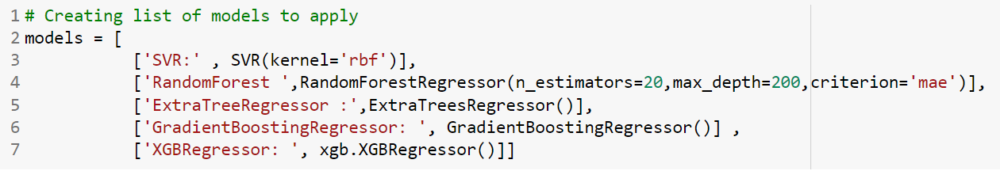 1 # Creating list of models to apply
2 models = [
3 ['SVR:' , SVR(kernel='rbf')],
4 ['RandomForest ',RandomForestRegressor(n_estimators=20,max_depth=200,criterion='mae')],
5 ['ExtraTreeRegressor :',ExtraTreesRegressor()],
6 ['GradientBoostingRegressor: ', GradientBoostingRegressor()] ,
7 ['XGBRegressor: ', xgb.XGBRegressor()]]